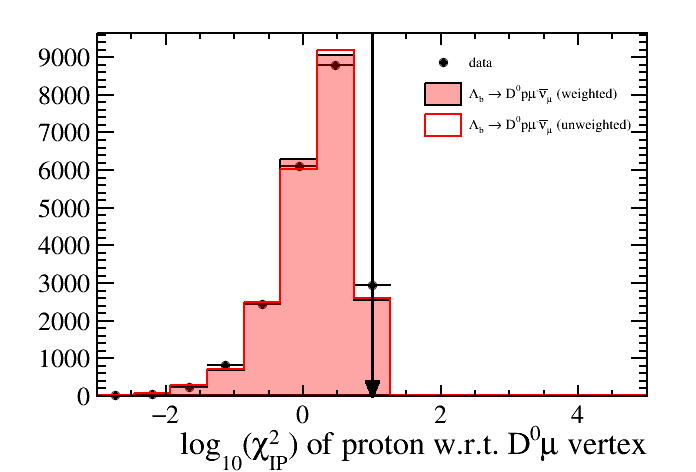 9000
8000
7000
6000
5000
4000
3000
2000
1000
0
data
Λb → D⁰pμ ν̅μ (weighted)
Λb → D⁰pμ ν̅μ (unweighted)
−2 0 2 4
log₁₀(χ²IP) of proton w.r.t. D⁰μ vertex